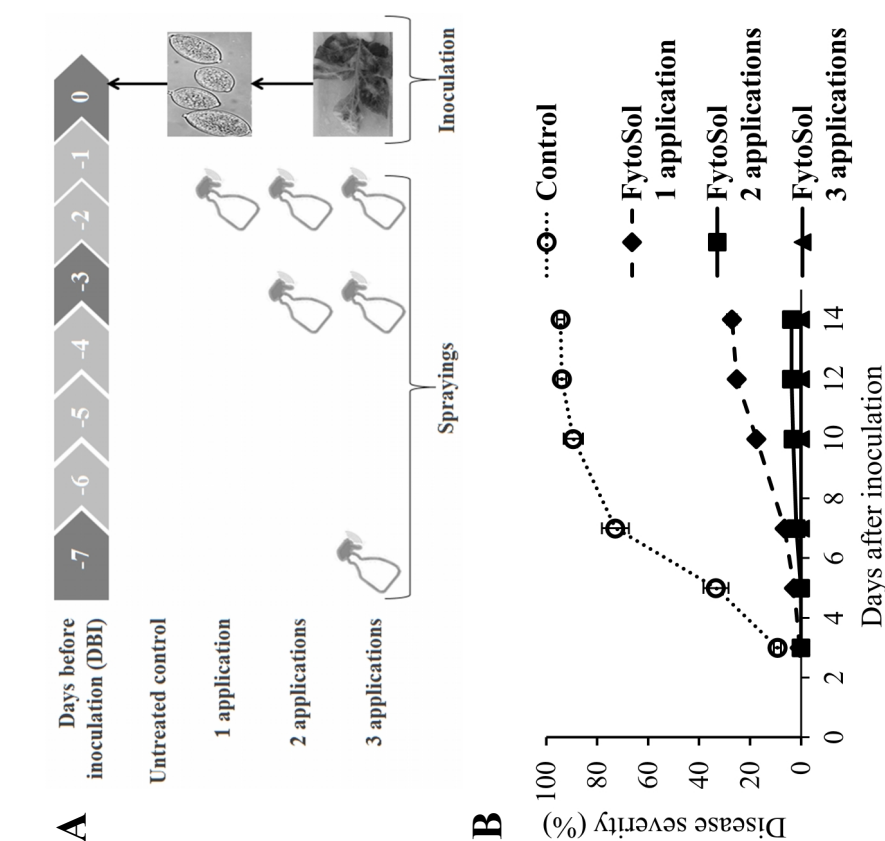 A
Days before
inoculation (DBI)
-7
-6
-5
-4
-3
-2
-1
0
Untreated control
1 application
2 applications
3 applications
Sprayings
Inoculation
B
Disease severity (%)
100
80
60
40
20
0
0
2
4
6
8
10
12
14
Days after inoculation
Control
FytoSol
1 application
FytoSol
2 applications
FytoSol
3 applications